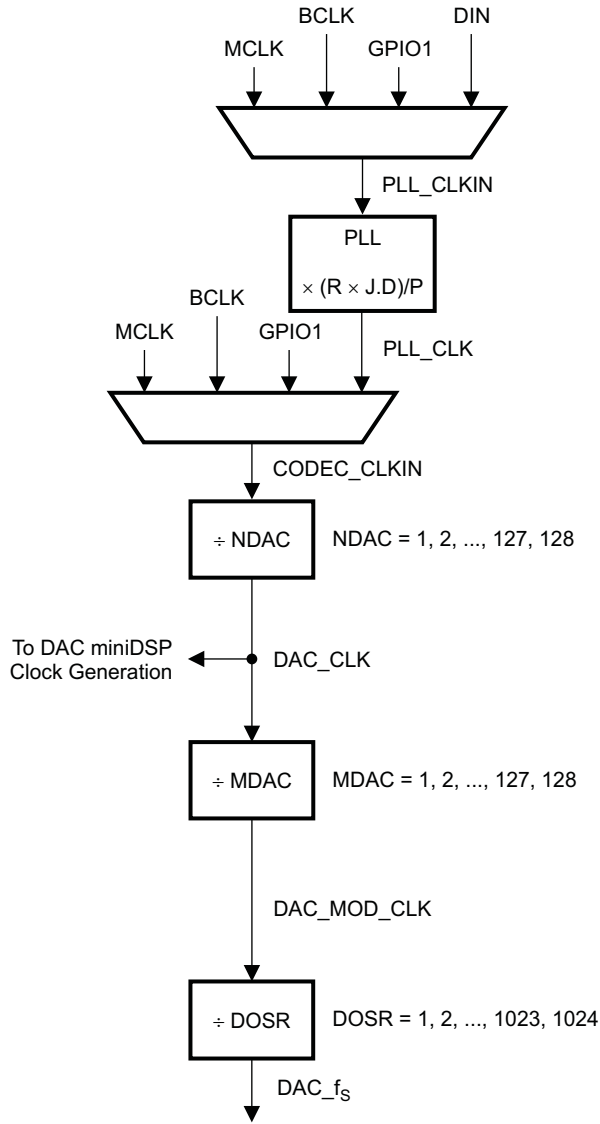 BCLK DIN
MCLK GPIO1
PLL_CLKIN
PLL
× (R × J.D)/P
BCLK
MCLK GPIO1 PLL_CLK
CODEC_CLKIN
÷ NDAC NDAC = 1, 2, ..., 127, 128
To DAC miniDSP
Clock Generation
DAC_CLK
÷ MDAC MDAC = 1, 2, ..., 127, 128
DAC_MOD_CLK
÷ DOSR DOSR = 1, 2, ..., 1023, 1024
DAC_fS